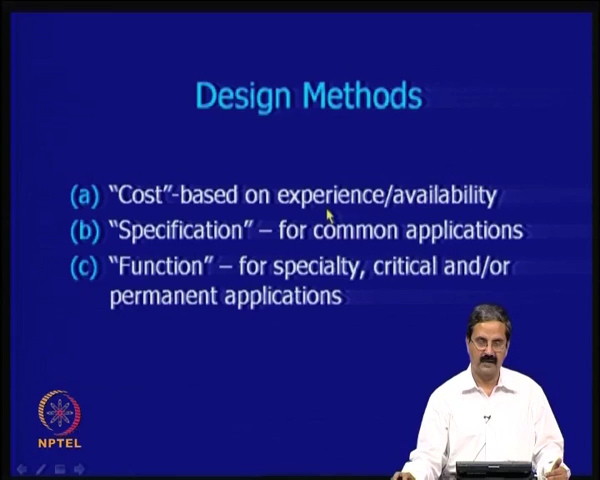 Design Methods
(a) "Cost"-based on experience/availability
(b) "Specification" – for common applications
(c) "Function" – for specialty, critical and/or
permanent applications
NPTEL